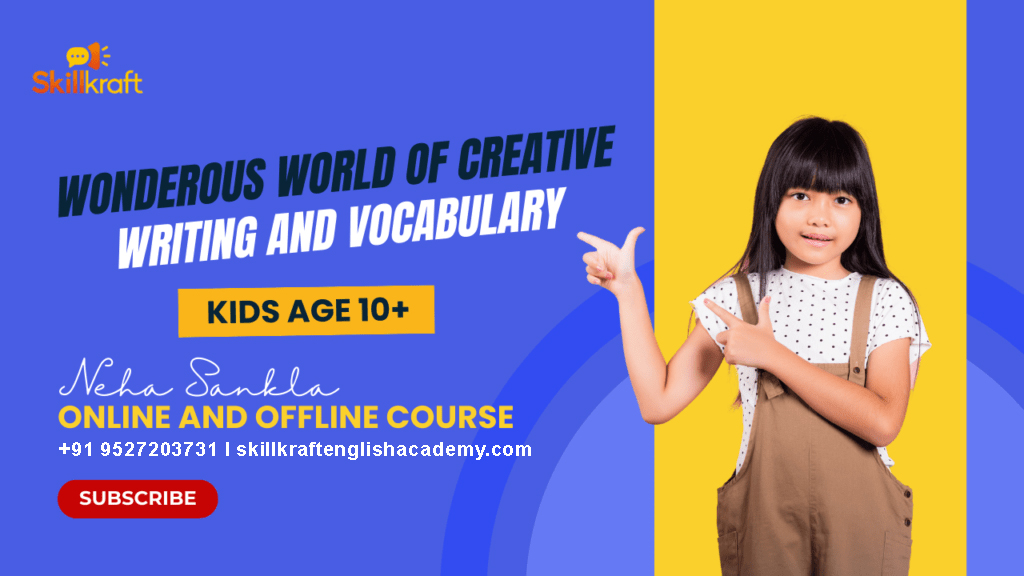 Skillkraft
WONDEROUS WORLD OF CREATIVE
WRITING AND VOCABULARY
KIDS AGE 10+
Neha Sankla
ONLINE AND OFFLINE COURSE
+91 9527203731 I skillkraftenglishacademy.com
SUBSCRIBE